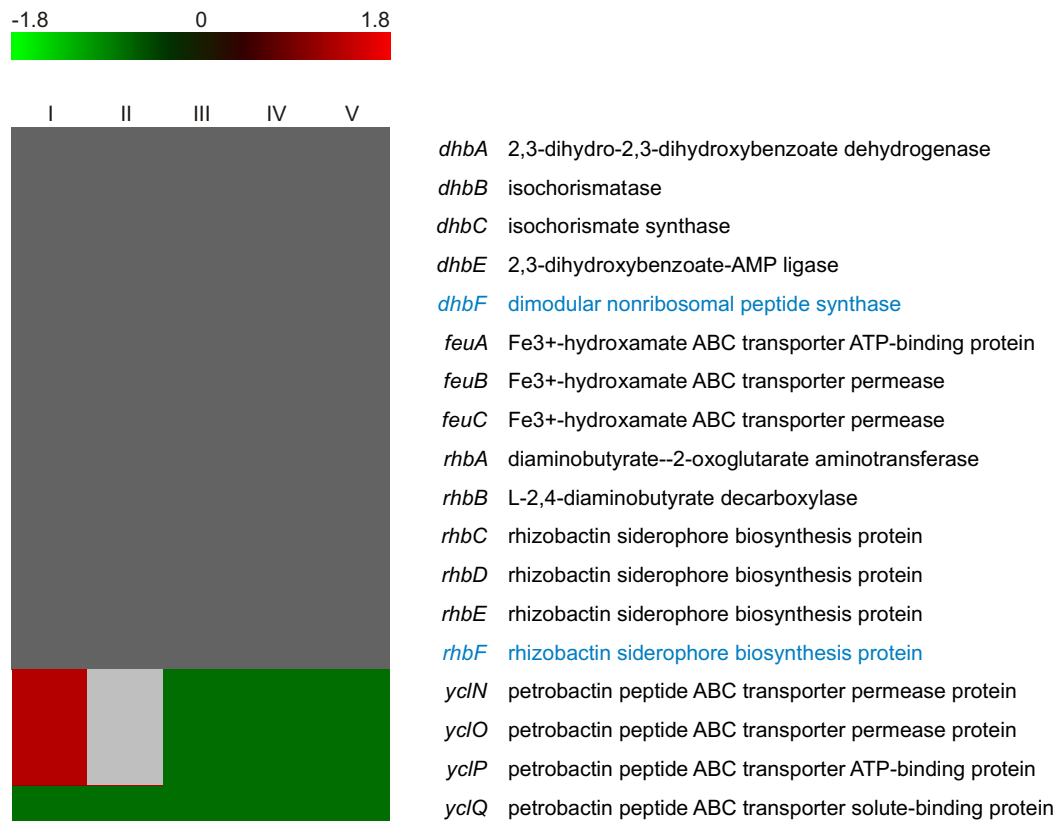 -1.8 0 1.8
I II III IV V
dhbA 2,3-dihydro-2,3-dihydroxybenzoate dehydrogenase
dhbB isochorismatase
dhbC isochorismate synthase
dhbE 2,3-dihydroxybenzoate-AMP ligase
dhbF dimodular nonribosomal peptide synthase
feuA Fe3+-hydroxamate ABC transporter ATP-binding protein
feuB Fe3+-hydroxamate ABC transporter permease
feuC Fe3+-hydroxamate ABC transporter permease
rhbA diaminobutyrate--2-oxoglutarate aminotransferase
rhbB L-2,4-diaminobutyrate decarboxylase
rhbC rhizobactin siderophore biosynthesis protein
rhbD rhizobactin siderophore biosynthesis protein
rhbE rhizobactin siderophore biosynthesis protein
rhbF rhizobactin siderophore biosynthesis protein
yclN petrobactin peptide ABC transporter permease protein
yclO petrobactin peptide ABC transporter permease protein
yclP petrobactin peptide ABC transporter ATP-binding protein
yclQ petrobactin peptide ABC transporter solute-binding protein